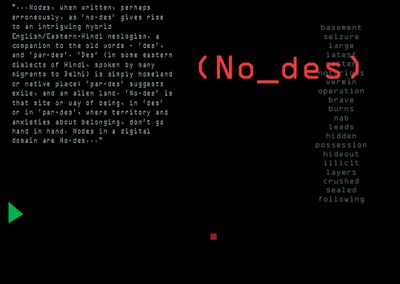 "...Nodes, when written, perhaps
erroneously, as 'no-des' gives rise
to an intriguing hybrid
English/Eastern-Hindi neologism, a
companion to the old words - 'des',
and 'par-des'. 'Des' (in some eastern
dialects of Hindi, spoken by many
migrants to Delhi) is simply homeland
or native place; 'par-des' suggests
exile, and an alien land. 'No-des' is
that site or way of being, in 'des'
or in 'par-des', where territory and
anxieties about belonging, don't go
hand in hand. Nodes in a digital
domain are No-des..."
(No_des)
basement
seizure
large
latest
vermin
operation
brave
burns
nab
leads
hidden
possession
hideout
illicit
layers
crushed
sealed
following